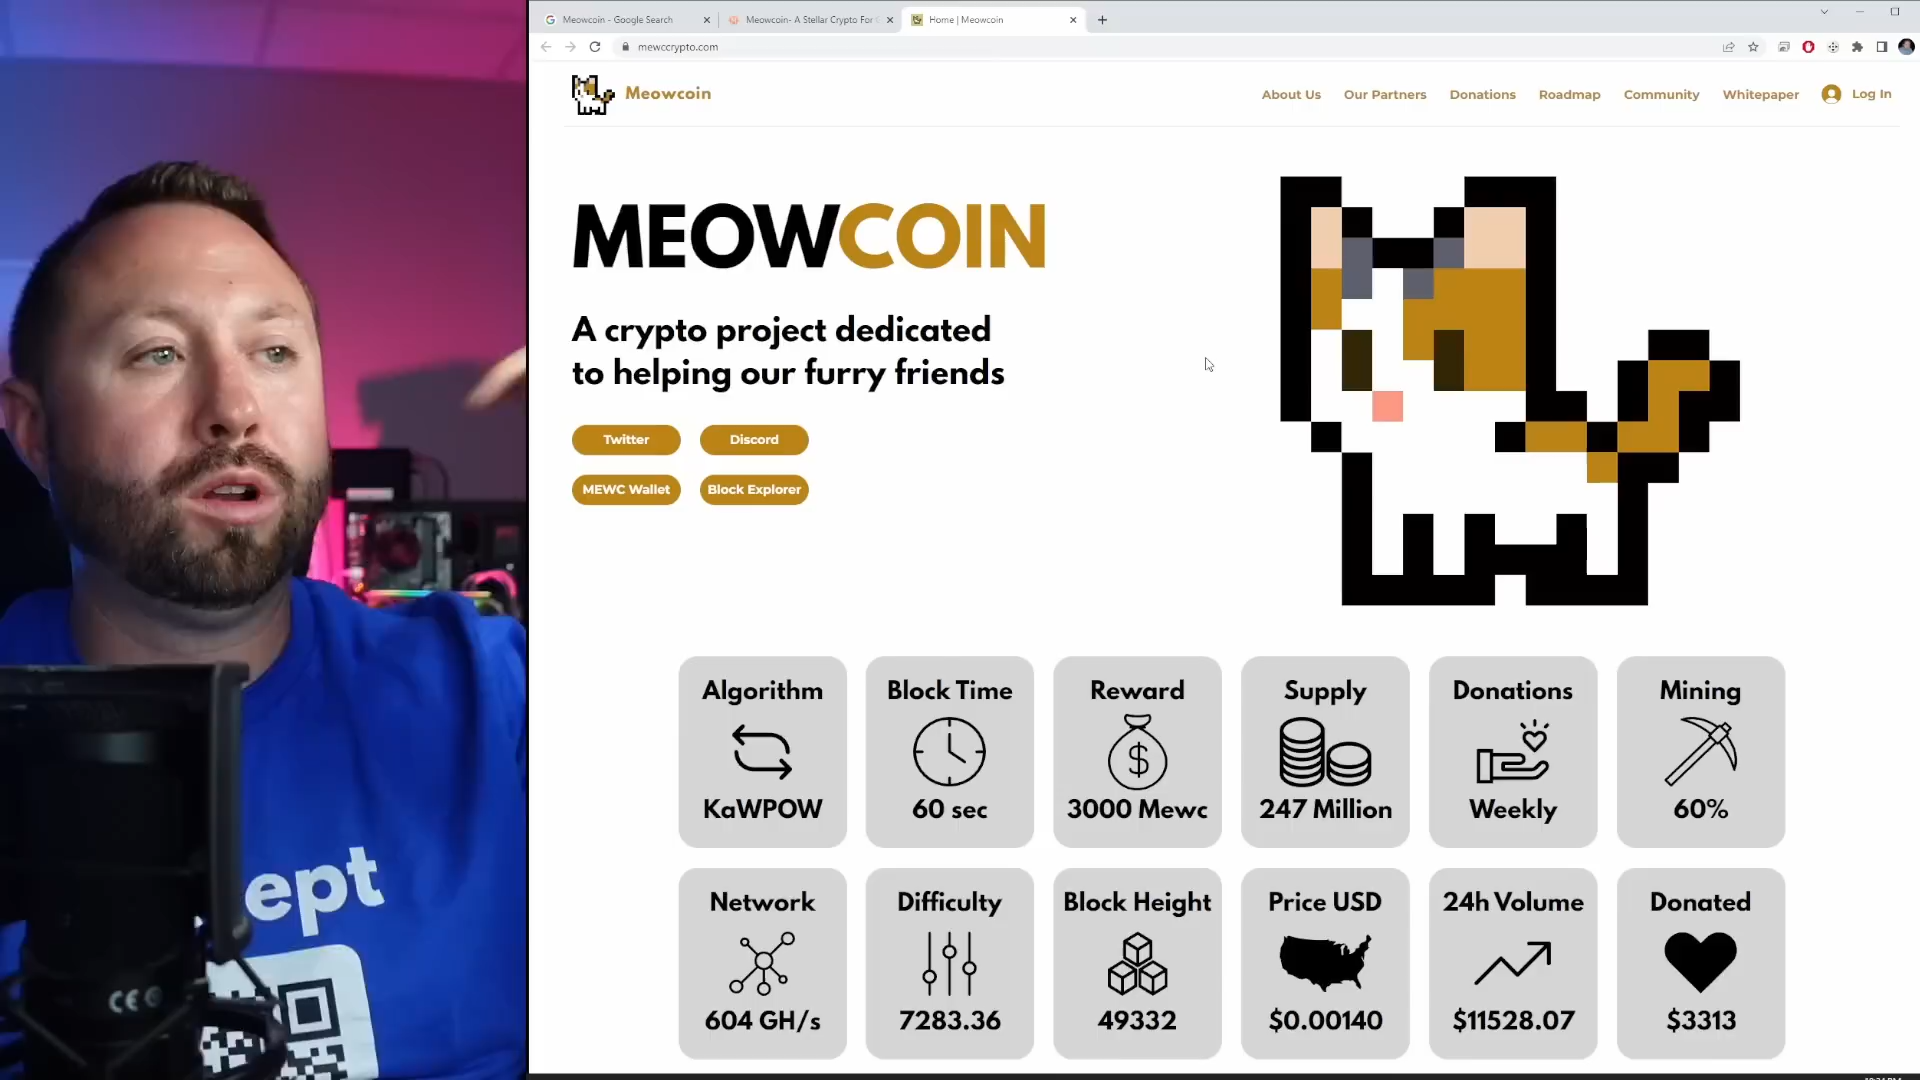 Meowcoin - Google Search
Meowcoin- A Stellar Crypto For
Home | Meowcoin
mewccrypto.com
Meowcoin
About Us
Our Partners
Donations
Roadmap
Community
Whitepaper
Log In
MEOWCOIN
A crypto project dedicated
to helping our furry friends
Twitter
Discord
MEWC Wallet
Block Explorer
Algorithm
KaWPOW
Block Time
60 sec
Reward
$
3000 Mewc
Supply
247 Million
Donations
Weekly
Mining
60%
Network
604 GH/s
Difficulty
7283.36
Block Height
49332
Price USD
$0.00140
24h Volume
$11528.07
Donated
$3313
ept
CE